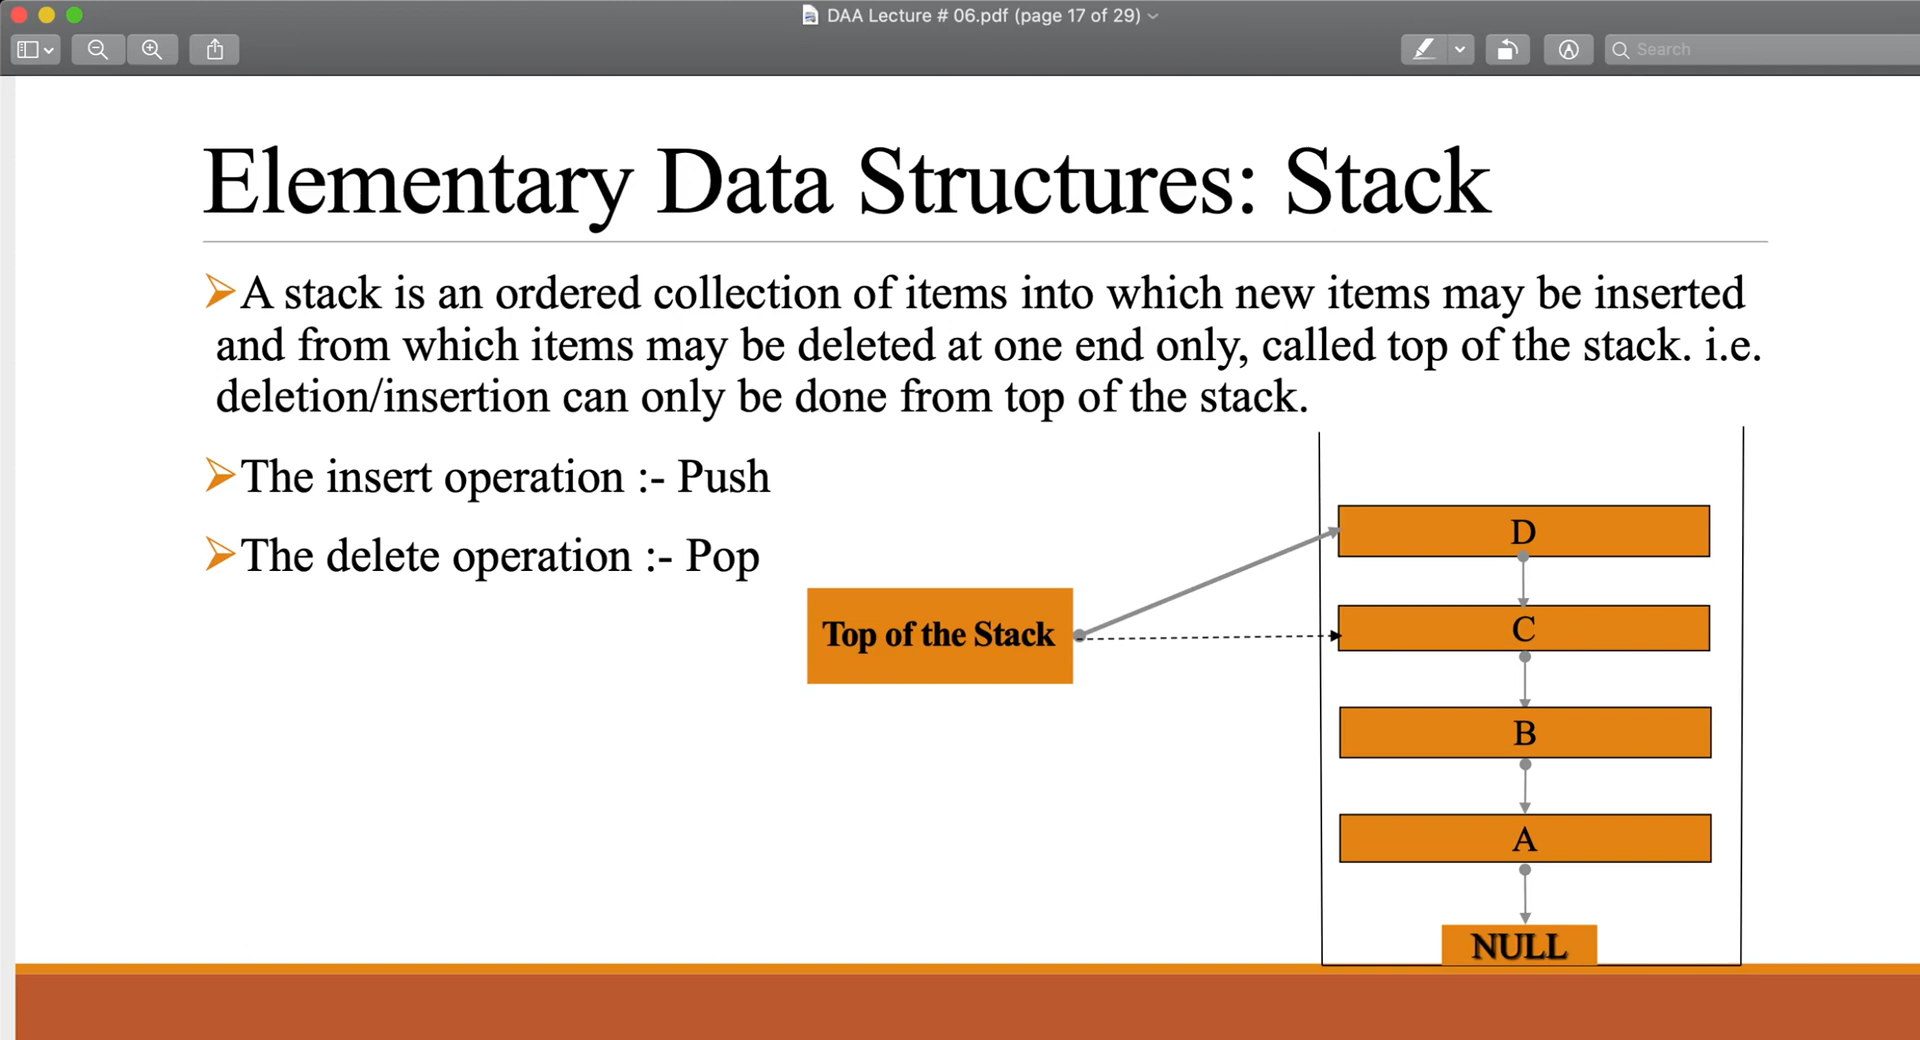 DAA Lecture # 06.pdf (page 17 of 29)
Search
Elementary Data Structures: Stack
A stack is an ordered collection of items into which new items may be inserted
and from which items may be deleted at one end only, called top of the stack. i.e.
deletion/insertion can only be done from top of the stack.
The insert operation :- Push
The delete operation :- Pop
Top of the Stack
D
C
B
A
NULL